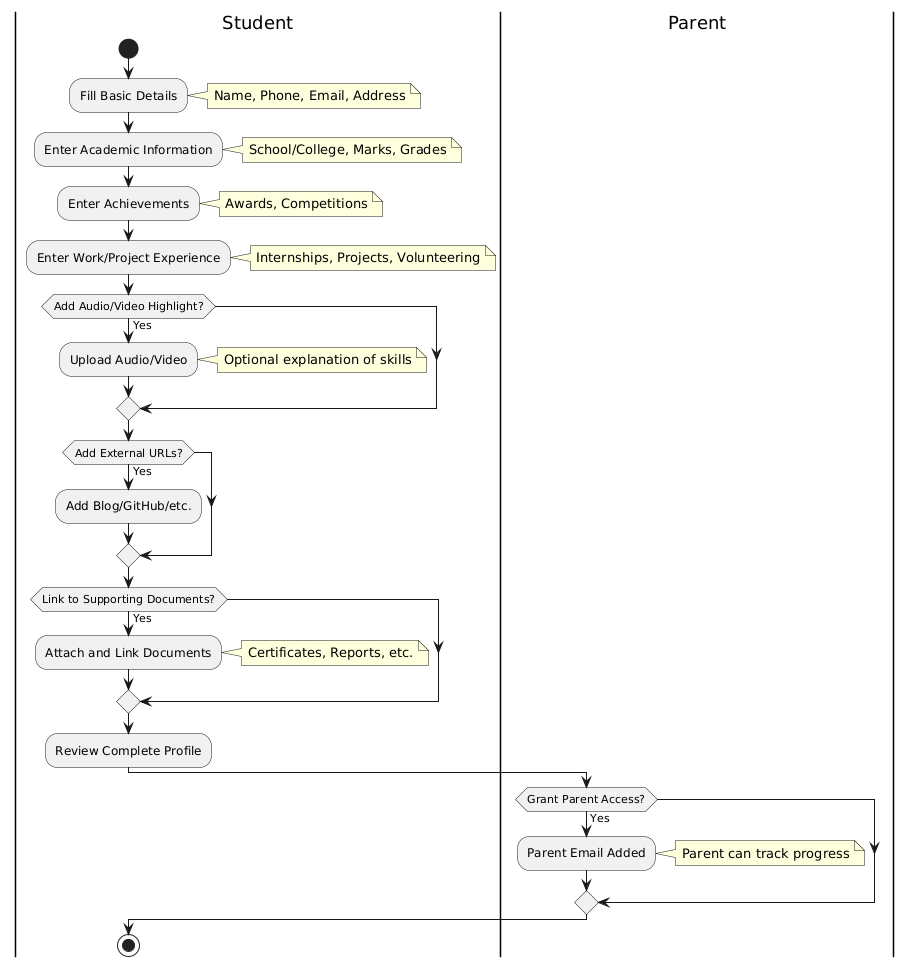 Student
Parent
Fill Basic Details
Name, Phone, Email, Address
Enter Academic Information
School/College, Marks, Grades
Enter Achievements
Awards, Competitions
Enter Work/Project Experience
Internships, Projects, Volunteering
Add Audio/Video Highlight?
Yes
Upload Audio/Video
Optional explanation of skills
Add External URLs?
Yes
Add Blog/GitHub/etc.
Link to Supporting Documents?
Yes
Attach and Link Documents
Certificates, Reports, etc.
Review Complete Profile
Grant Parent Access?
Yes
Parent Email Added
Parent can track progress